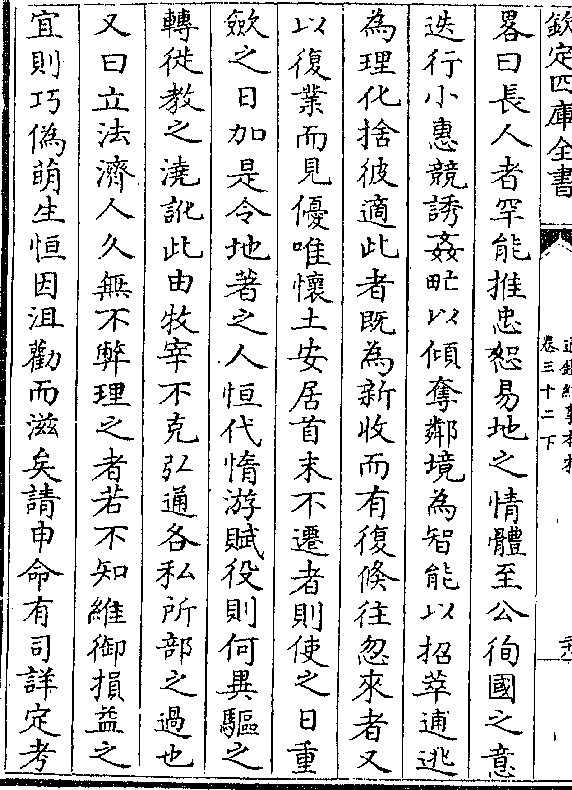 欽定四庫全書
卷三十二下
畧曰長人者罕能推忠恕易地之情體至公徇國之意
迭行小惠競誘姦甿以傾奪鄰境為智能以招萃逋逃
為理化捨彼適此者既為新收而有復倏往忽來者又
以復業而見優唯懷土安居首末不遷者則使之日重
斂之日加是令地著之人恒代惰游賦役則何異驅之
轉徙教之澆訛此由牧宰不克弘通各私所部之過也
又曰立法濟人久無不弊理之者若不知維御損益之
宜則巧偽萌生恒因沮勸而滋矣請申命有司詳定考